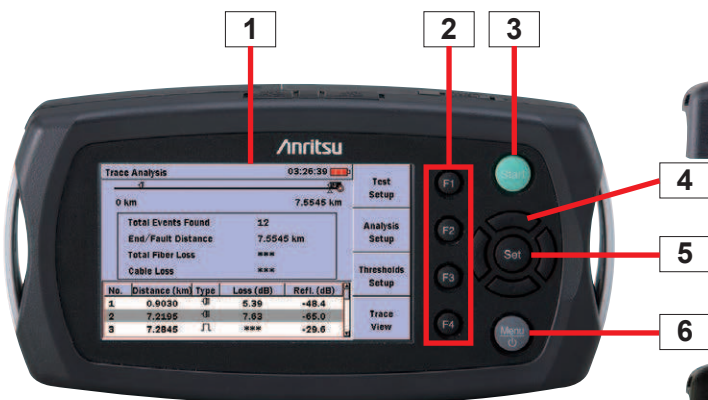 1 2 3
Anritsu
Trace Analysis 03:26:39
0 km 7.5545 km
Total Events Found 12
End/Fault Distance 7.5545 km
Total Fiber Loss ***
Cable Loss ***
No. Distance (km) Type Loss (dB) Refl. (dB)
1 0.9030 5.39 -48.4
2 7.2195 7.63 -65.0
3 7.2845 *** -29.6
Test
Setup
Analysis
Setup
Thresholds
Setup
Trace
View
F1
F2
F3
F4
Start
4
Set
5
Menu
6